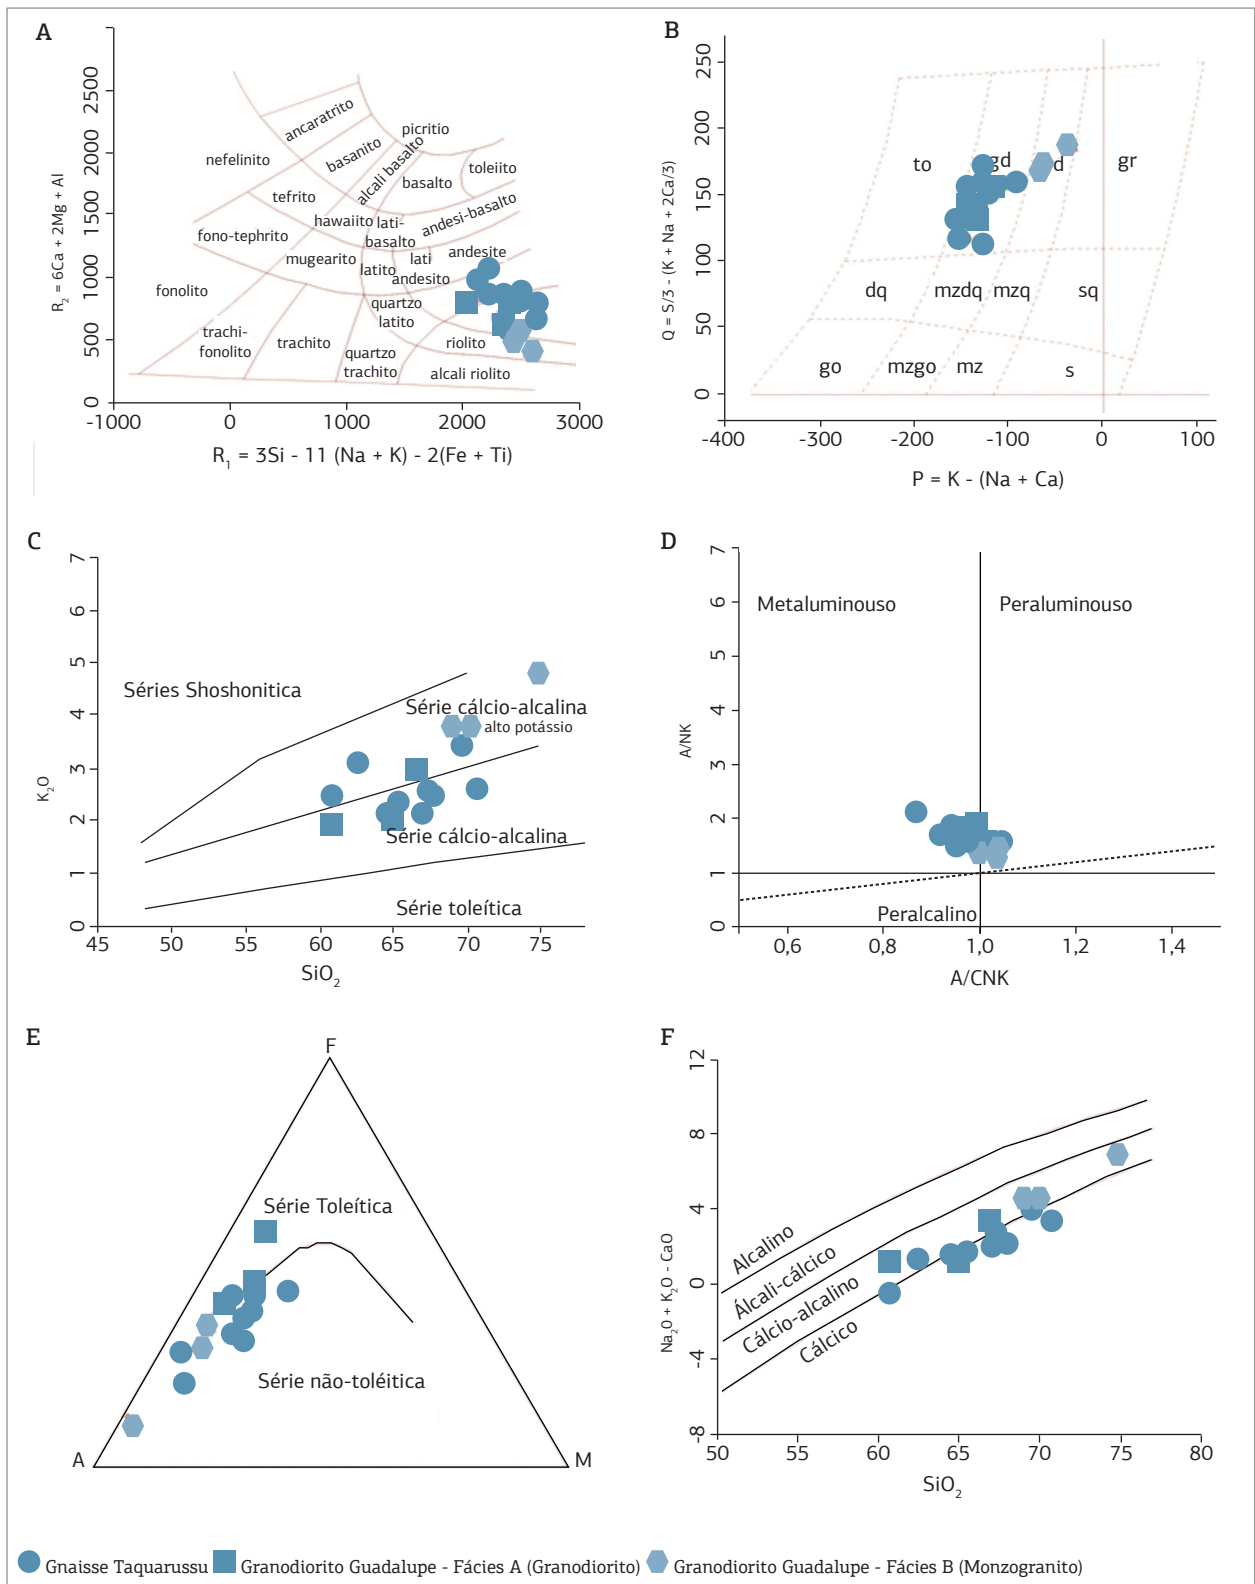 A
R2 = 6Ca + 2Mg + Al
0 500 1000 1500 2000 2500
-1000 0 1000 2000 3000
R1 = 3Si - 11 (Na + K) - 2(Fe + Ti)
ancaratrito
picritio
nefelinito
basanito
alcali basalto
toleiito
basalto
tefrito
andesi-basalto
hawaiito
lati-
basalto
fono-tephrito
mugearito
latito
lati
andesito
andesite
fonolito
quartzo
latito
trachi-
fonolito
trachito
riolito
quartzo
trachito
alcali riolito
B
Q = S/3 - (K + Na + 2Ca/3)
0 50 100 150 200 250
-400 -300 -200 -100 0 100
P = K - (Na + Ca)
to
gd
d
gr
dq
mzdq
mzq
sq
go
mzgo
mz
s
C
K2O
0 1 2 3 4 5 6 7
45 50 55 60 65 70 75
SiO2
Séries Shoshonitica
Série cálcio-alcalina
alto potássio
Série cálcio-alcalina
Série toleítica
D
A/NK
0 1 2 3 4 5 6 7
0,6 0,8 1,0 1,2 1,4
A/CNK
Metaluminouso
Peraluminouso
Peralcalino
E
F
Série Toleítica
Série não-toléitica
A
M
F
Na2O + K2O - CaO
-8 -4 0 4 8 12
50 55 60 65 70 75 80
SiO2
Alcalino
Álcali-cálcico
Cálcio-alcalino
Cálcico
Gnaisse Taquarussu
Granodiorito Guadalupe - Fácies A (Granodiorito)
Granodiorito Guadalupe - Fácies B (Monzogranito)